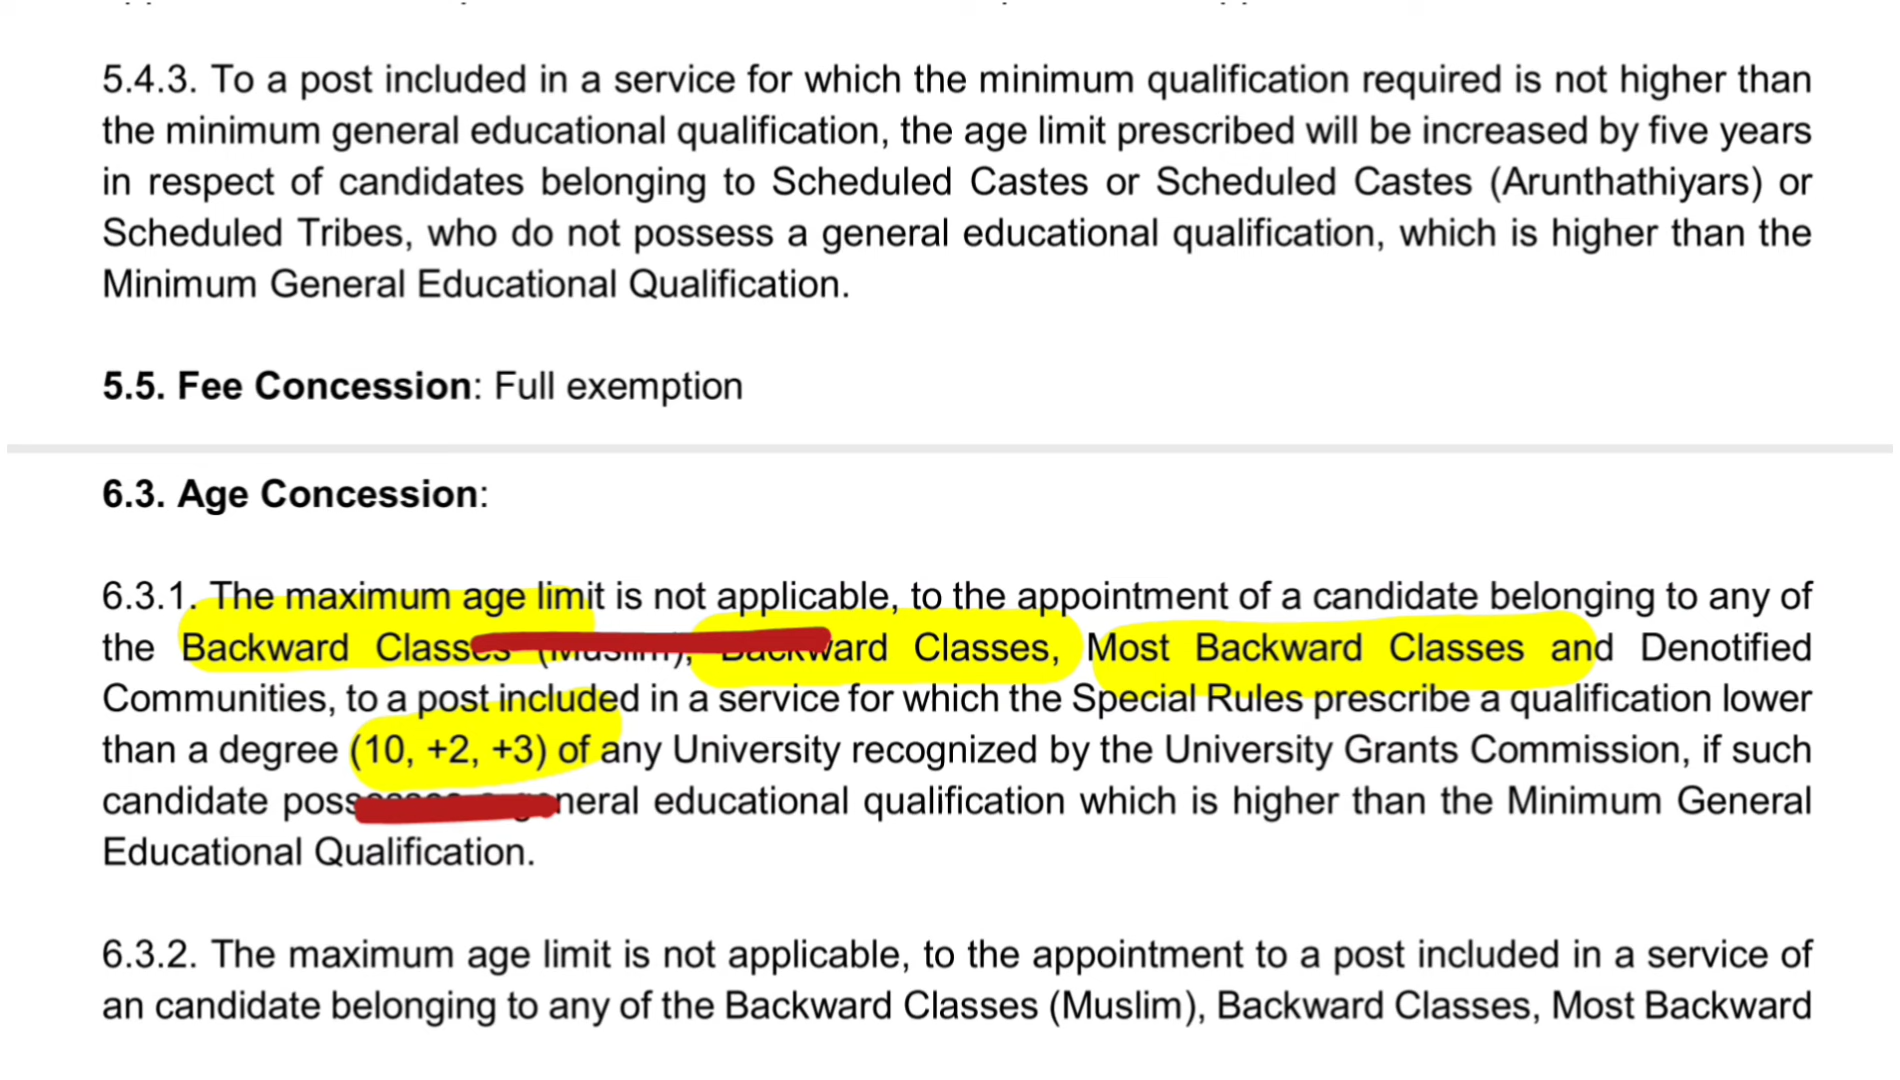 5.4.3. To a post included in a service for which the minimum qualification required is not higher than
the minimum general educational qualification, the age limit prescribed will be increased by five years
in respect of candidates belonging to Scheduled Castes or Scheduled Castes (Arunthathiyars) or
Scheduled Tribes, who do not possess a general educational qualification, which is higher than the
Minimum General Educational Qualification.
5.5. Fee Concession: Full exemption
6.3. Age Concession:
6.3.1. The maximum age limit is not applicable, to the appointment of a candidate belonging to any of
the Backward Classes (Muslim), Backward Classes, Most Backward Classes and Denotified
Communities, to a post included in a service for which the Special Rules prescribe a qualification lower
than a degree (10, +2, +3) of any University recognized by the University Grants Commission, if such
candidate possesses a general educational qualification which is higher than the Minimum General
Educational Qualification.
6.3.2. The maximum age limit is not applicable, to the appointment to a post included in a service of
an candidate belonging to any of the Backward Classes (Muslim), Backward Classes, Most Backward